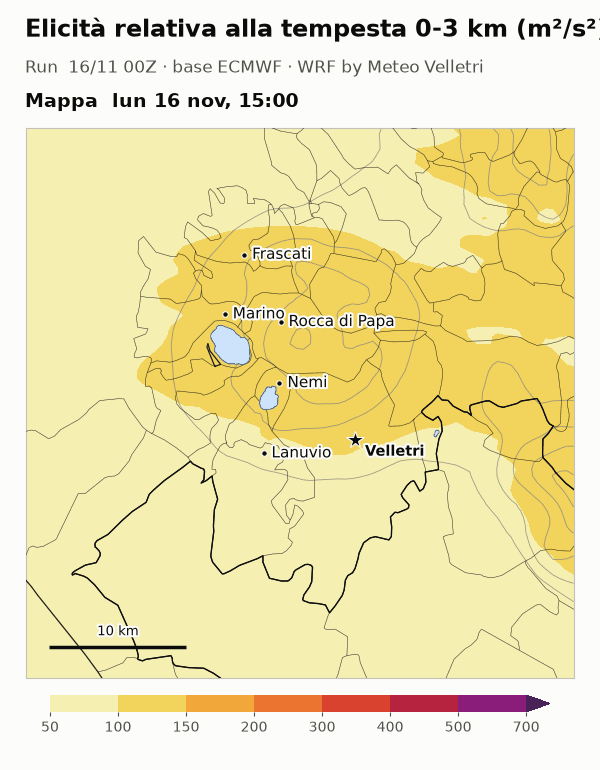 Elicità relativa alla tempesta 0-3 km (m²/s²)
Run  16/11 00Z · base ECMWF · WRF by Meteo Velletri
Mappa  lun 16 nov, 15:00
Frascati
Marino
Rocca di Papa
Nemi
Velletri
Lanuvio
10 km
50 100 150 200 300 400 500 700